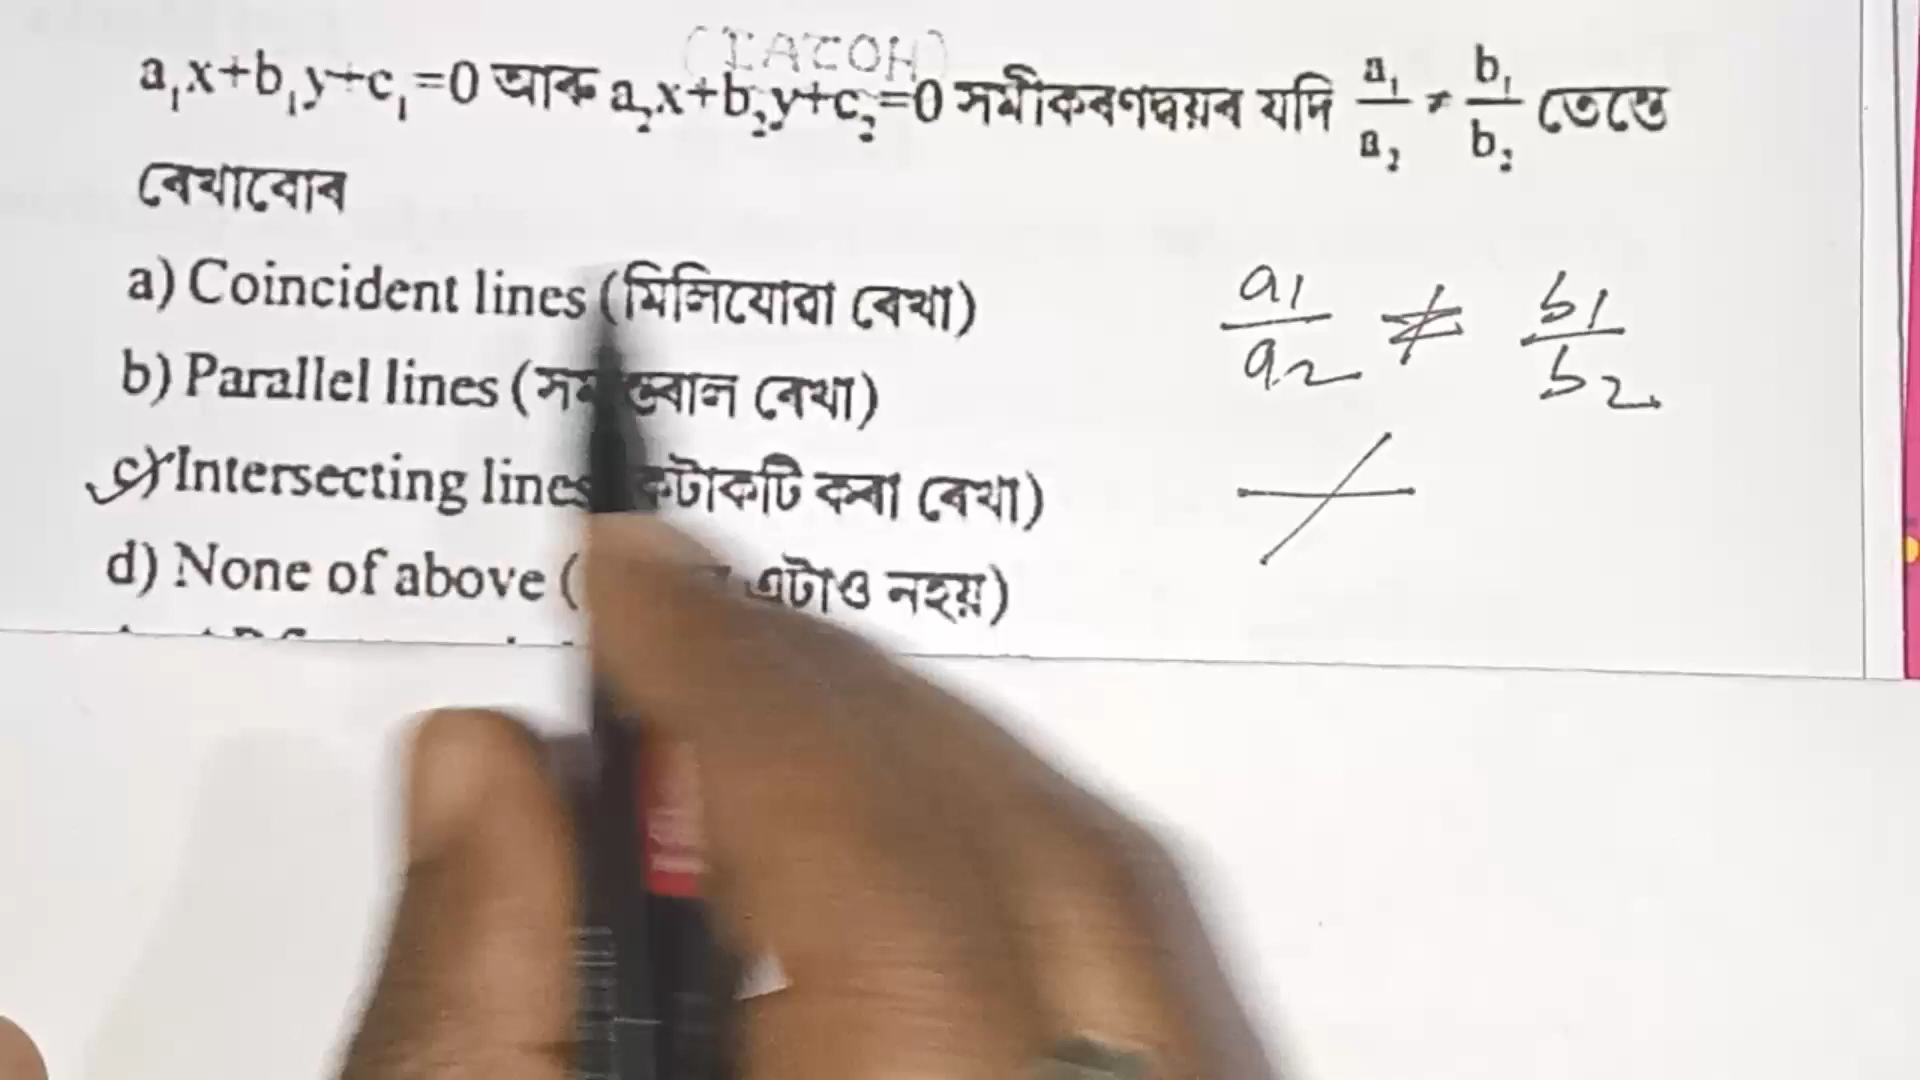 (IATOH)
a₁x+b₁y+c₁=0 আৰু a₂x+b₂y+c₂=0 সমীকৰণদ্বয়ৰ যদি a₁/a₂ ≠ b₁/b₂ তেন্তে
ৰেখাবোৰ
a) Coincident lines (মিলিযোৱা ৰেখা)
b) Parallel lines ( ৰেখা)
c) Intersecting lines কটাকটি কৰা ৰেখা)
d) None of above ( এটাও নহয়)
a1/a2 ≠ b1/b2